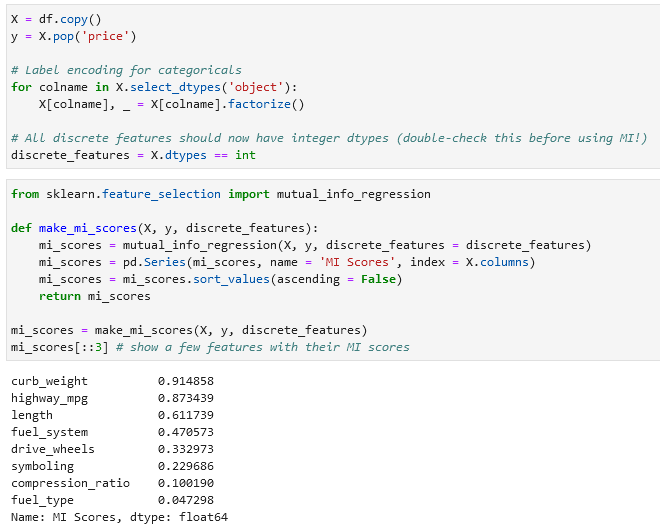 X = df.copy()
y = X.pop('price')
# Label encoding for categoricals
for colname in X.select_dtypes('object'):
    X[colname], _ = X[colname].factorize()
# All discrete features should now have integer dtypes (double-check this before using MI!)
discrete_features = X.dtypes == int
from sklearn.feature_selection import mutual_info_regression
def make_mi_scores(X, y, discrete_features):
    mi_scores = mutual_info_regression(X, y, discrete_features = discrete_features)
    mi_scores = pd.Series(mi_scores, name = 'MI Scores', index = X.columns)
    mi_scores = mi_scores.sort_values(ascending = False)
    return mi_scores
mi_scores = make_mi_scores(X, y, discrete_features)
mi_scores[::3] # show a few features with their MI scores
curb_weight          0.914858
highway_mpg          0.873439
length               0.611739
fuel_system          0.470573
drive_wheels         0.332973
symboling            0.229686
compression_ratio    0.100190
fuel_type            0.047298
Name: MI Scores, dtype: float64